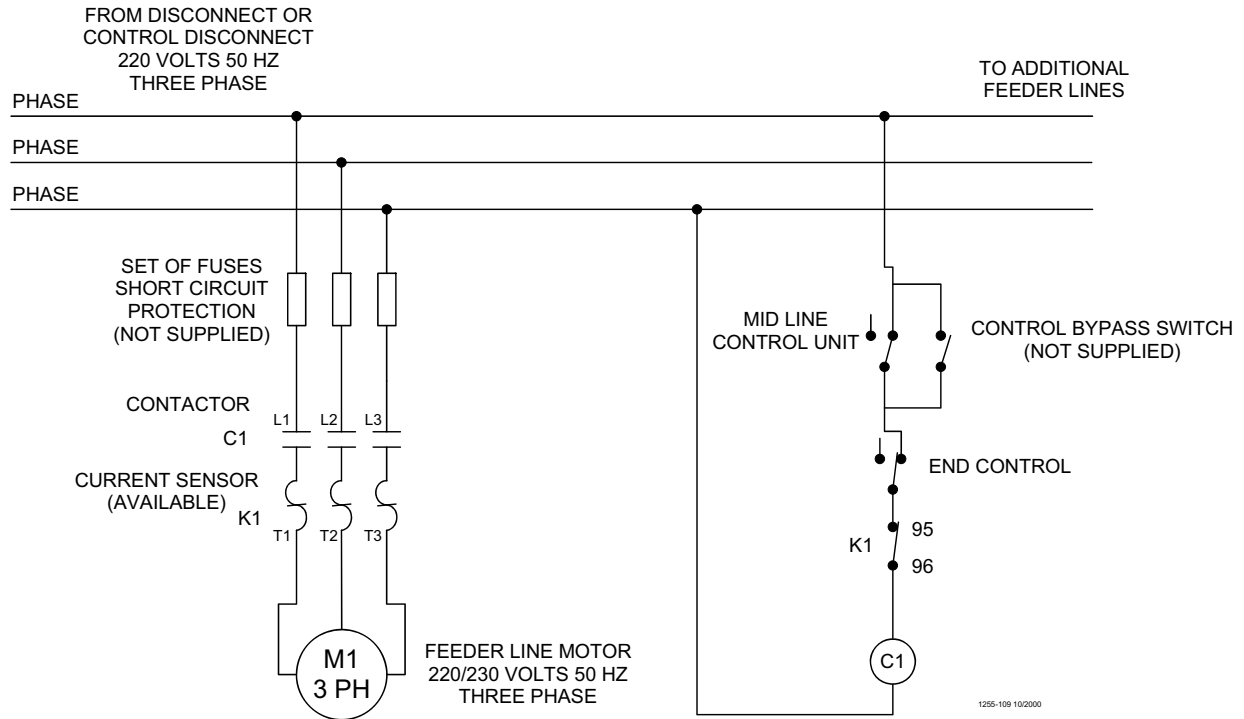 FROM DISCONNECT OR
CONTROL DISCONNECT
220 VOLTS 50 HZ
THREE PHASE
TO ADDITIONAL
FEEDER LINES
PHASE
PHASE
PHASE
SET OF FUSES
SHORT CIRCUIT
PROTECTION
(NOT SUPPLIED)
MID LINE
CONTROL UNIT
CONTROL BYPASS SWITCH
(NOT SUPPLIED)
CONTACTOR
C1
L1
L2
L3
END CONTROL
CURRENT SENSOR
(AVAILABLE)
K1
T1
T2
T3
K1
95
96
M1
3 PH
FEEDER LINE MOTOR
220/230 VOLTS 50 HZ
THREE PHASE
C1
1255-109 10/2000